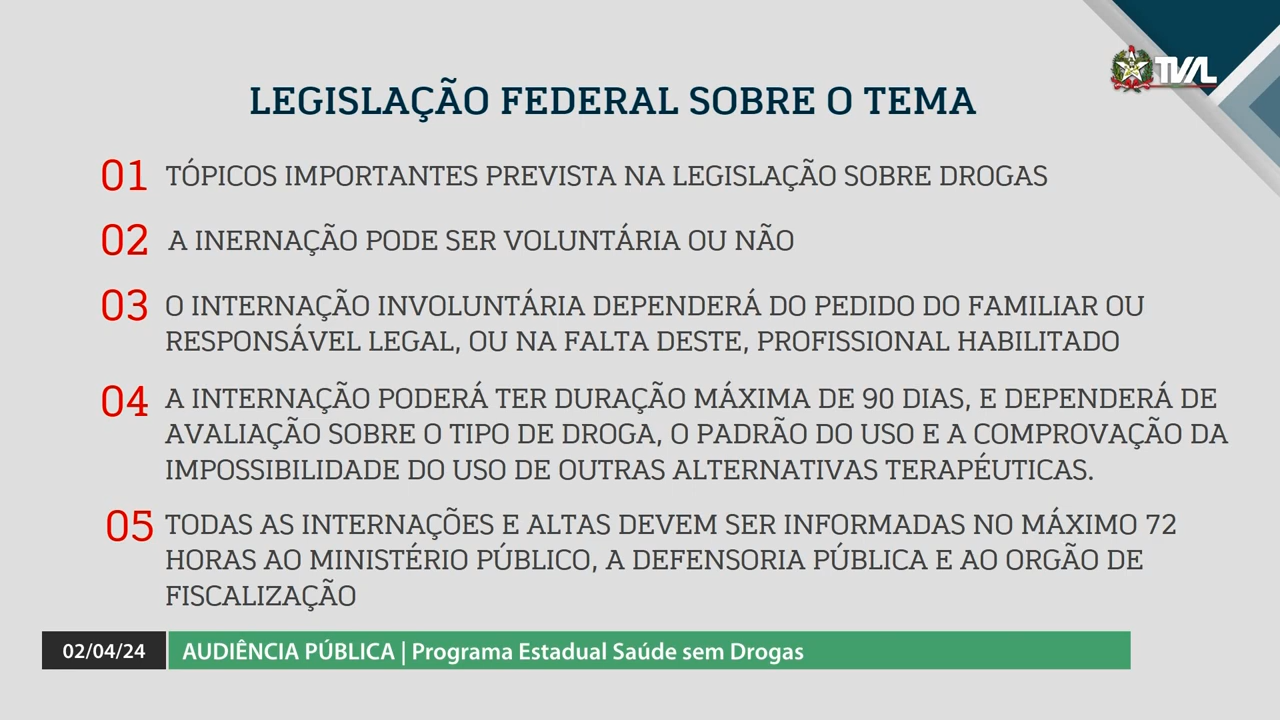 TVAL
LEGISLAÇÃO FEDERAL SOBRE O TEMA
01 TÓPICOS IMPORTANTES PREVISTA NA LEGISLAÇÃO SOBRE DROGAS
02 A INERNAÇÃO PODE SER VOLUNTÁRIA OU NÃO
03 O INTERNAÇÃO INVOLUNTÁRIA DEPENDERÁ DO PEDIDO DO FAMILIAR OU
RESPONSÁVEL LEGAL, OU NA FALTA DESTE, PROFISSIONAL HABILITADO
04 A INTERNAÇÃO PODERÁ TER DURAÇÃO MÁXIMA DE 90 DIAS, E DEPENDERÁ DE
AVALIAÇÃO SOBRE O TIPO DE DROGA, O PADRÃO DO USO E A COMPROVAÇÃO DA
IMPOSSIBILIDADE DO USO DE OUTRAS ALTERNATIVAS TERAPÉUTICAS.
05 TODAS AS INTERNAÇÕES E ALTAS DEVEM SER INFORMADAS NO MÁXIMO 72
HORAS AO MINISTÉRIO PÚBLICO, A DEFENSORIA PÚBLICA E AO ORGÃO DE
FISCALIZAÇÃO
02/04/24 AUDIÊNCIA PÚBLICA | Programa Estadual Saúde sem Drogas